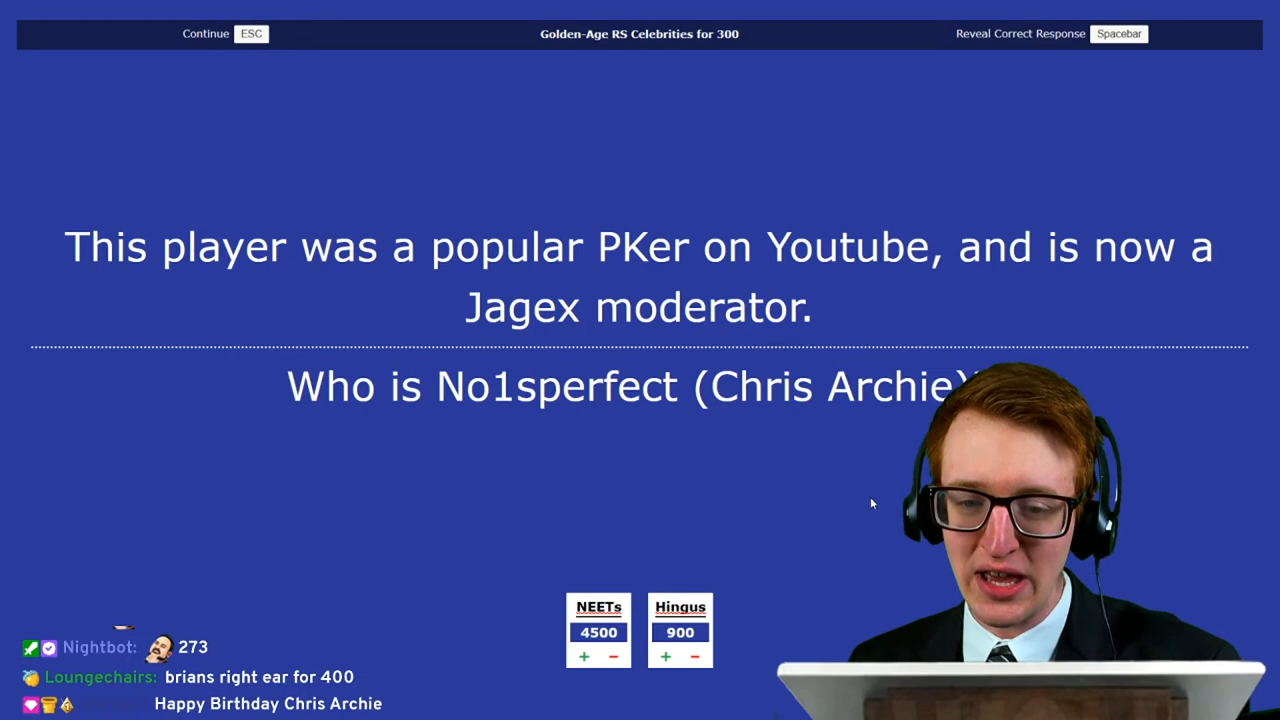 Continue ESC
Golden-Age RS Celebrities for 300
Reveal Correct Response Spacebar
This player was a popular PKer on Youtube, and is now a
Jagex moderator.
Who is No1sperfect (Chris Archie)
NEETs Hingus
4500 900
+ − + −
Nightbot: 273
Loungechairs: brians right ear for 400
Happy Birthday Chris Archie